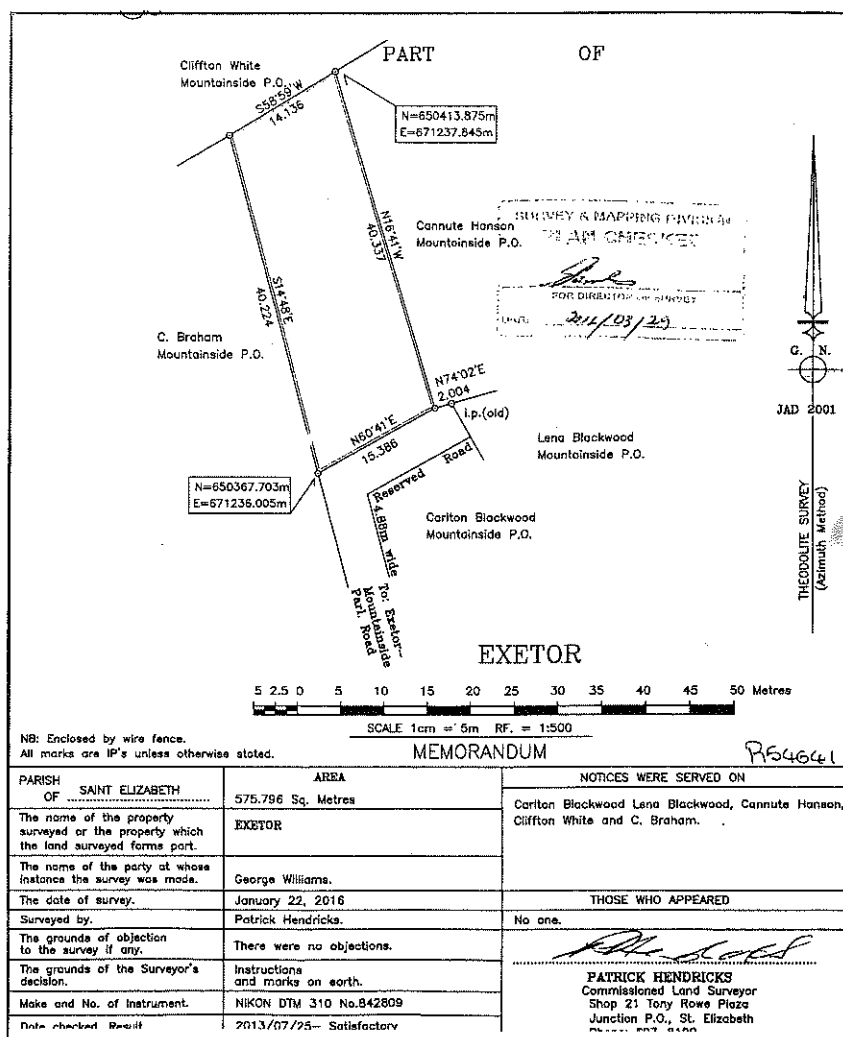 PART OF
Cliffton White
Mountainside P.O.
S58°59'W
14.136
N=650413.875m
E=671237.845m
N16°41'W
40.337
Cannute Hanson
Mountainside P.O.
SURVEY & MAPPING DIVISION
PLAN CHECKED
FOR DIRECTOR OF SURVEY
DATE
S14°48'E
40.224
C. Braham
Mountainside P.O.
G. N.
JAD 2001
N74°02'E
2.004
i.p.(old)
N60°41'E
15.386
Lena Blackwood
Mountainside P.O.
N=650367.703m
E=671236.005m
Reserved Road
4.88m wide
Carlton Blackwood
Mountainside P.O.
To: Exetor-
Mountainside
Parl. Road
THEODOLITE SURVEY
(Azimuth Method)
EXETOR
5 2.5 0 5 10 15 20 25 30 35 40 45 50 Metres
SCALE 1cm = 5m RF. = 1:500
NB: Enclosed by wire fence.
All marks are IP's unless otherwise stated.
MEMORANDUM
R54641
PARISH
OF SAINT ELIZABETH
AREA
575.796 Sq. Metres
NOTICES WERE SERVED ON
Carlton Blackwood Lena Blackwood, Cannute Hanson,
Cliffton White and C. Braham.
The name of the property
surveyed or the property which
the land surveyed forms part.
EXETOR
The name of the party at whose
instance the survey was made.
George Williams.
The date of survey.
January 22, 2016
THOSE WHO APPEARED
Surveyed by.
Patrick Hendricks.
No one.
The grounds of objection
to the survey if any.
There were no objections.
The grounds of the Surveyor's
decision.
Instructions
and marks on earth.
Make and No. of Instrument.
NIKON DTM 310 No.842809
Date checked. Result
2013/07/25- Satisfactory
PATRICK HENDRICKS
Commissioned Land Surveyor
Shop 21 Tony Rowe Plaza
Junction P.O., St. Elizabeth